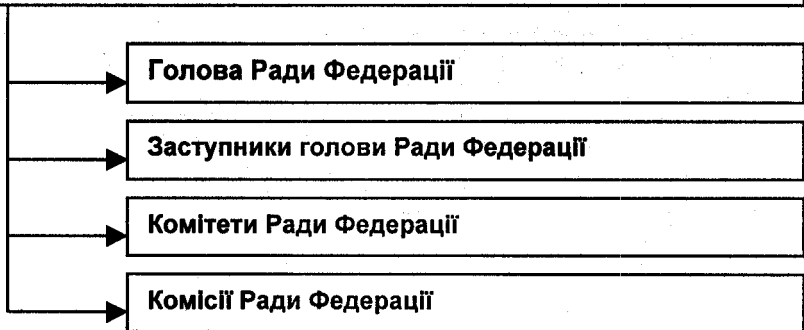 Голова Ради Федерації
Заступники голови Ради Федерації
Комітети Ради Федерації
Комісії Ради Федерації